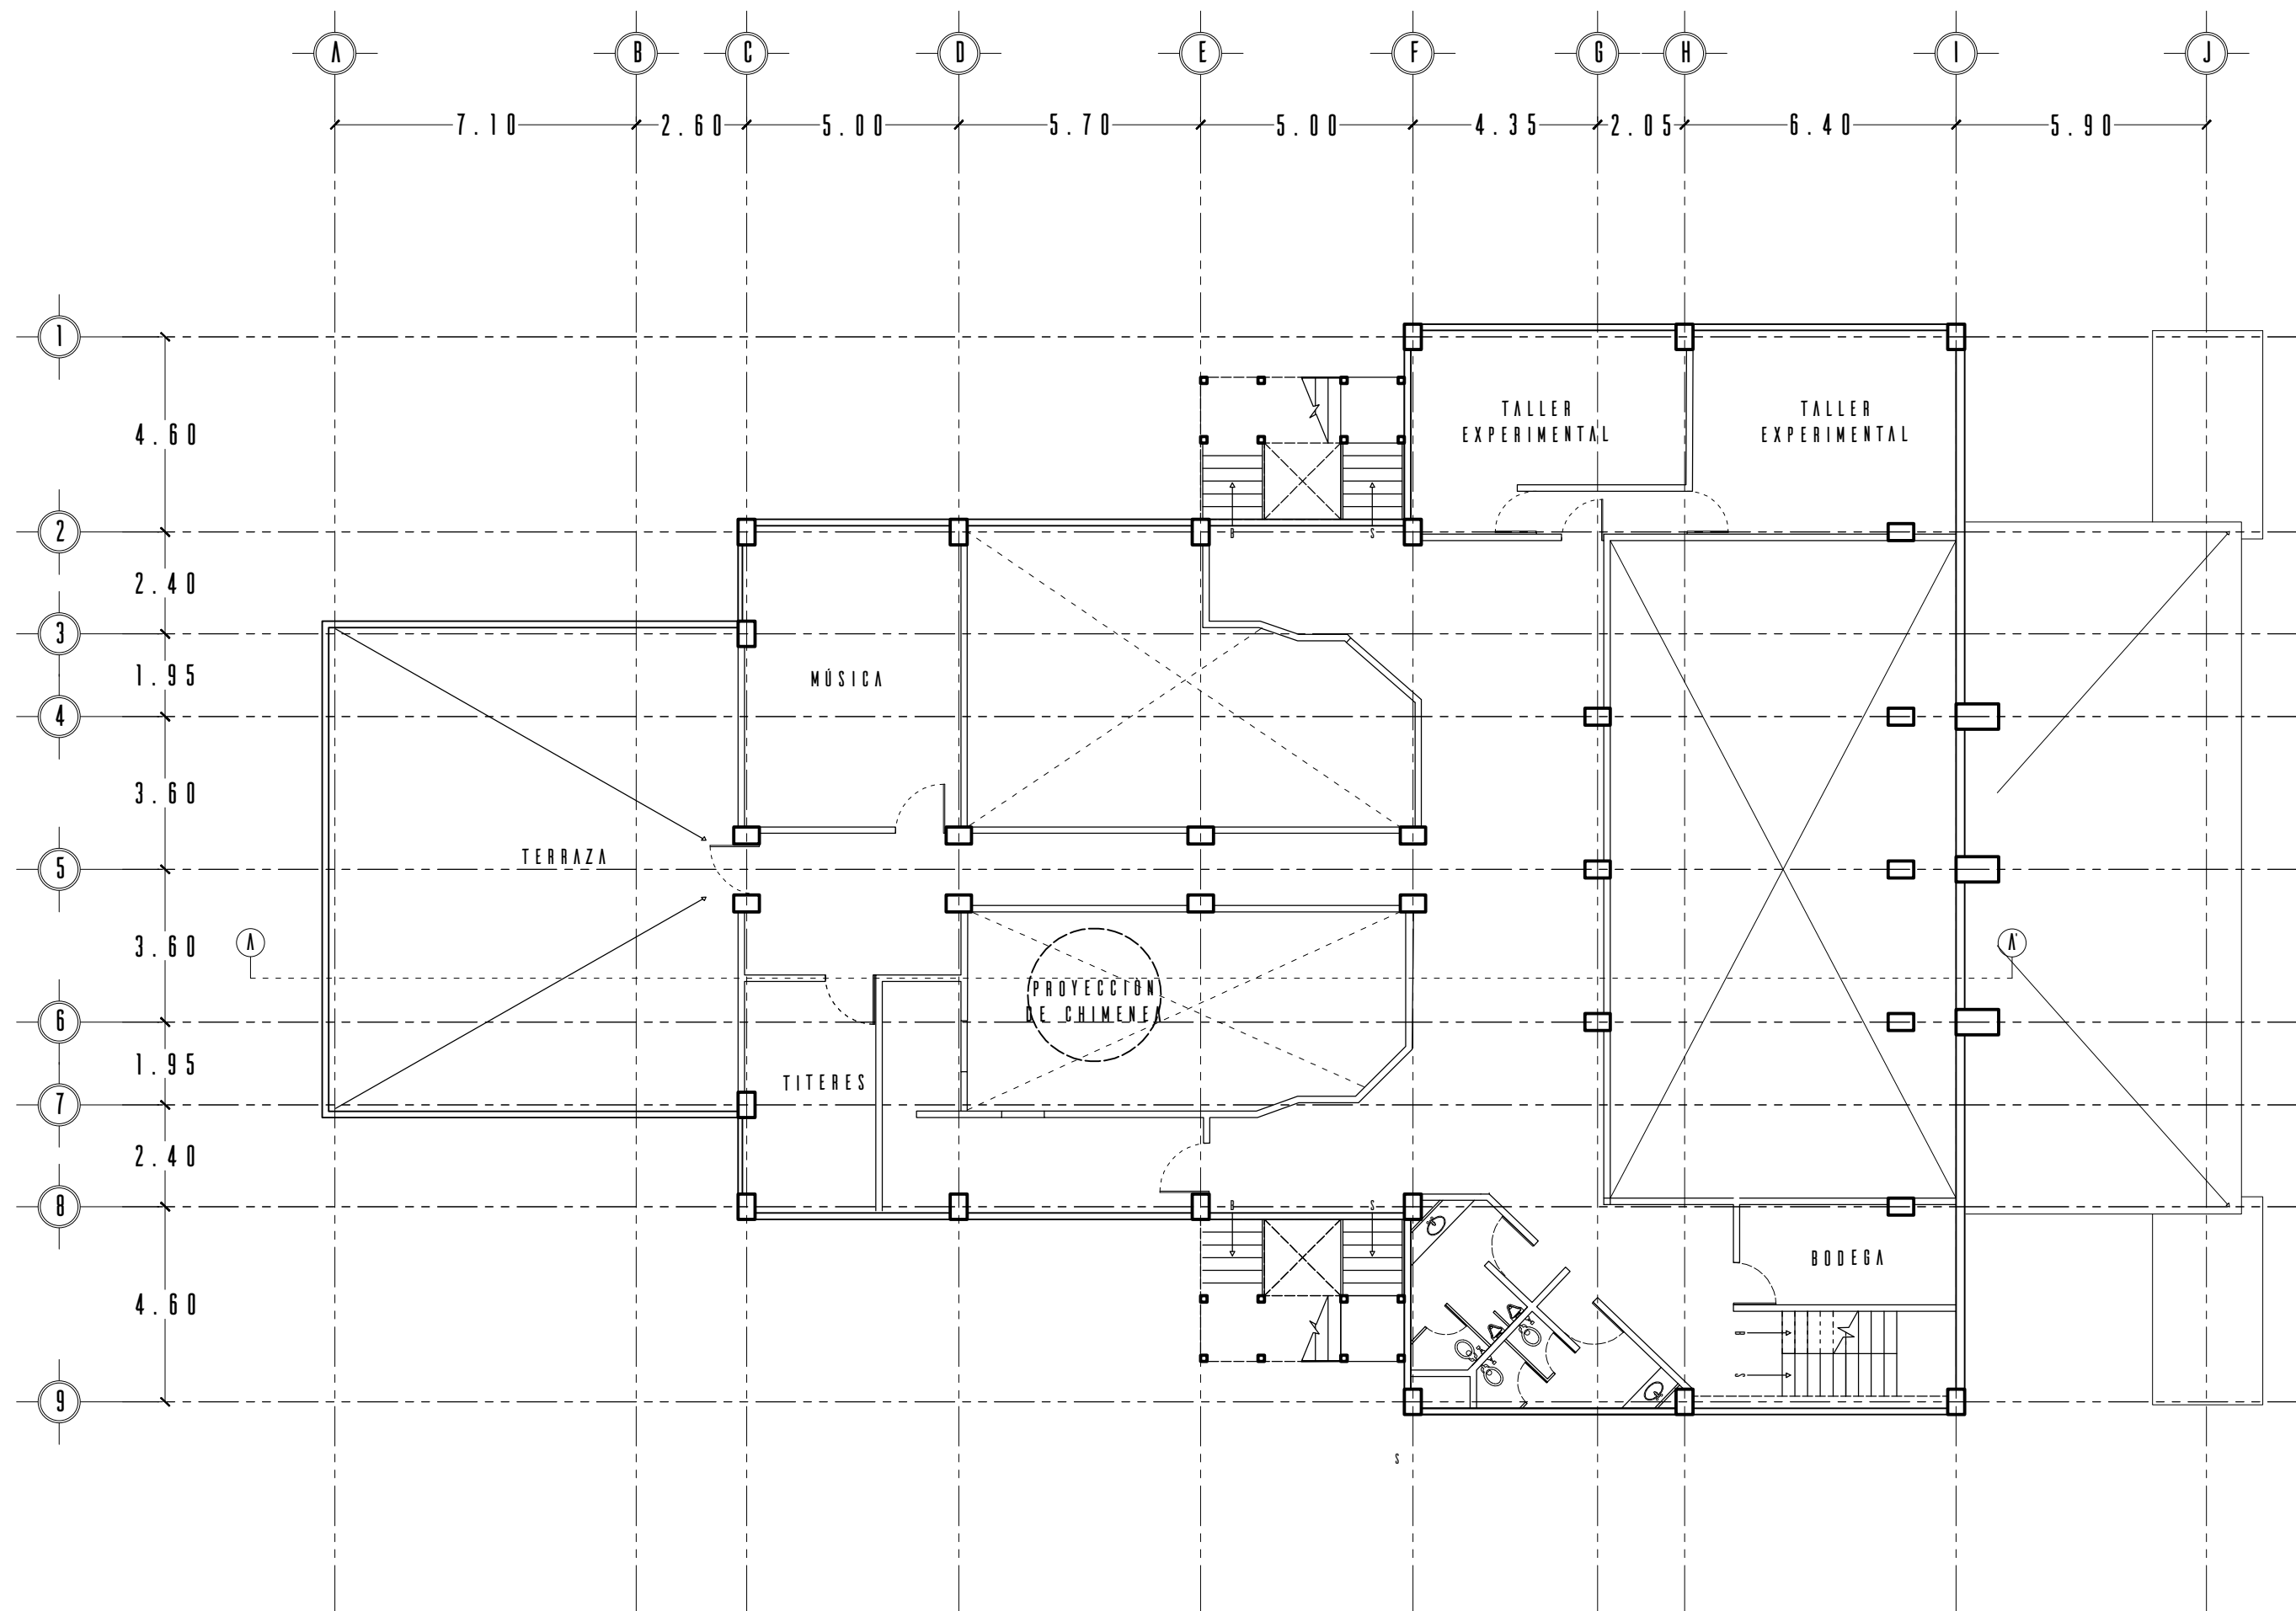 A B C D E F G H I J
7.10 2.60 5.00 5.70 5.00 4.35 2.05 6.40 5.90
1
4.60
2
2.40
3
1.95
4
3.60
5
3.60
6
1.95
7
2.40
8
4.60
9
TALLER
EXPERIMENTAL
TALLER
EXPERIMENTAL
B S
MÚSICA
TERRAZA
A
A'
PROYECCIÓN
DE CHIMENEA
TITERES
B S
BODEGA
B
S
S